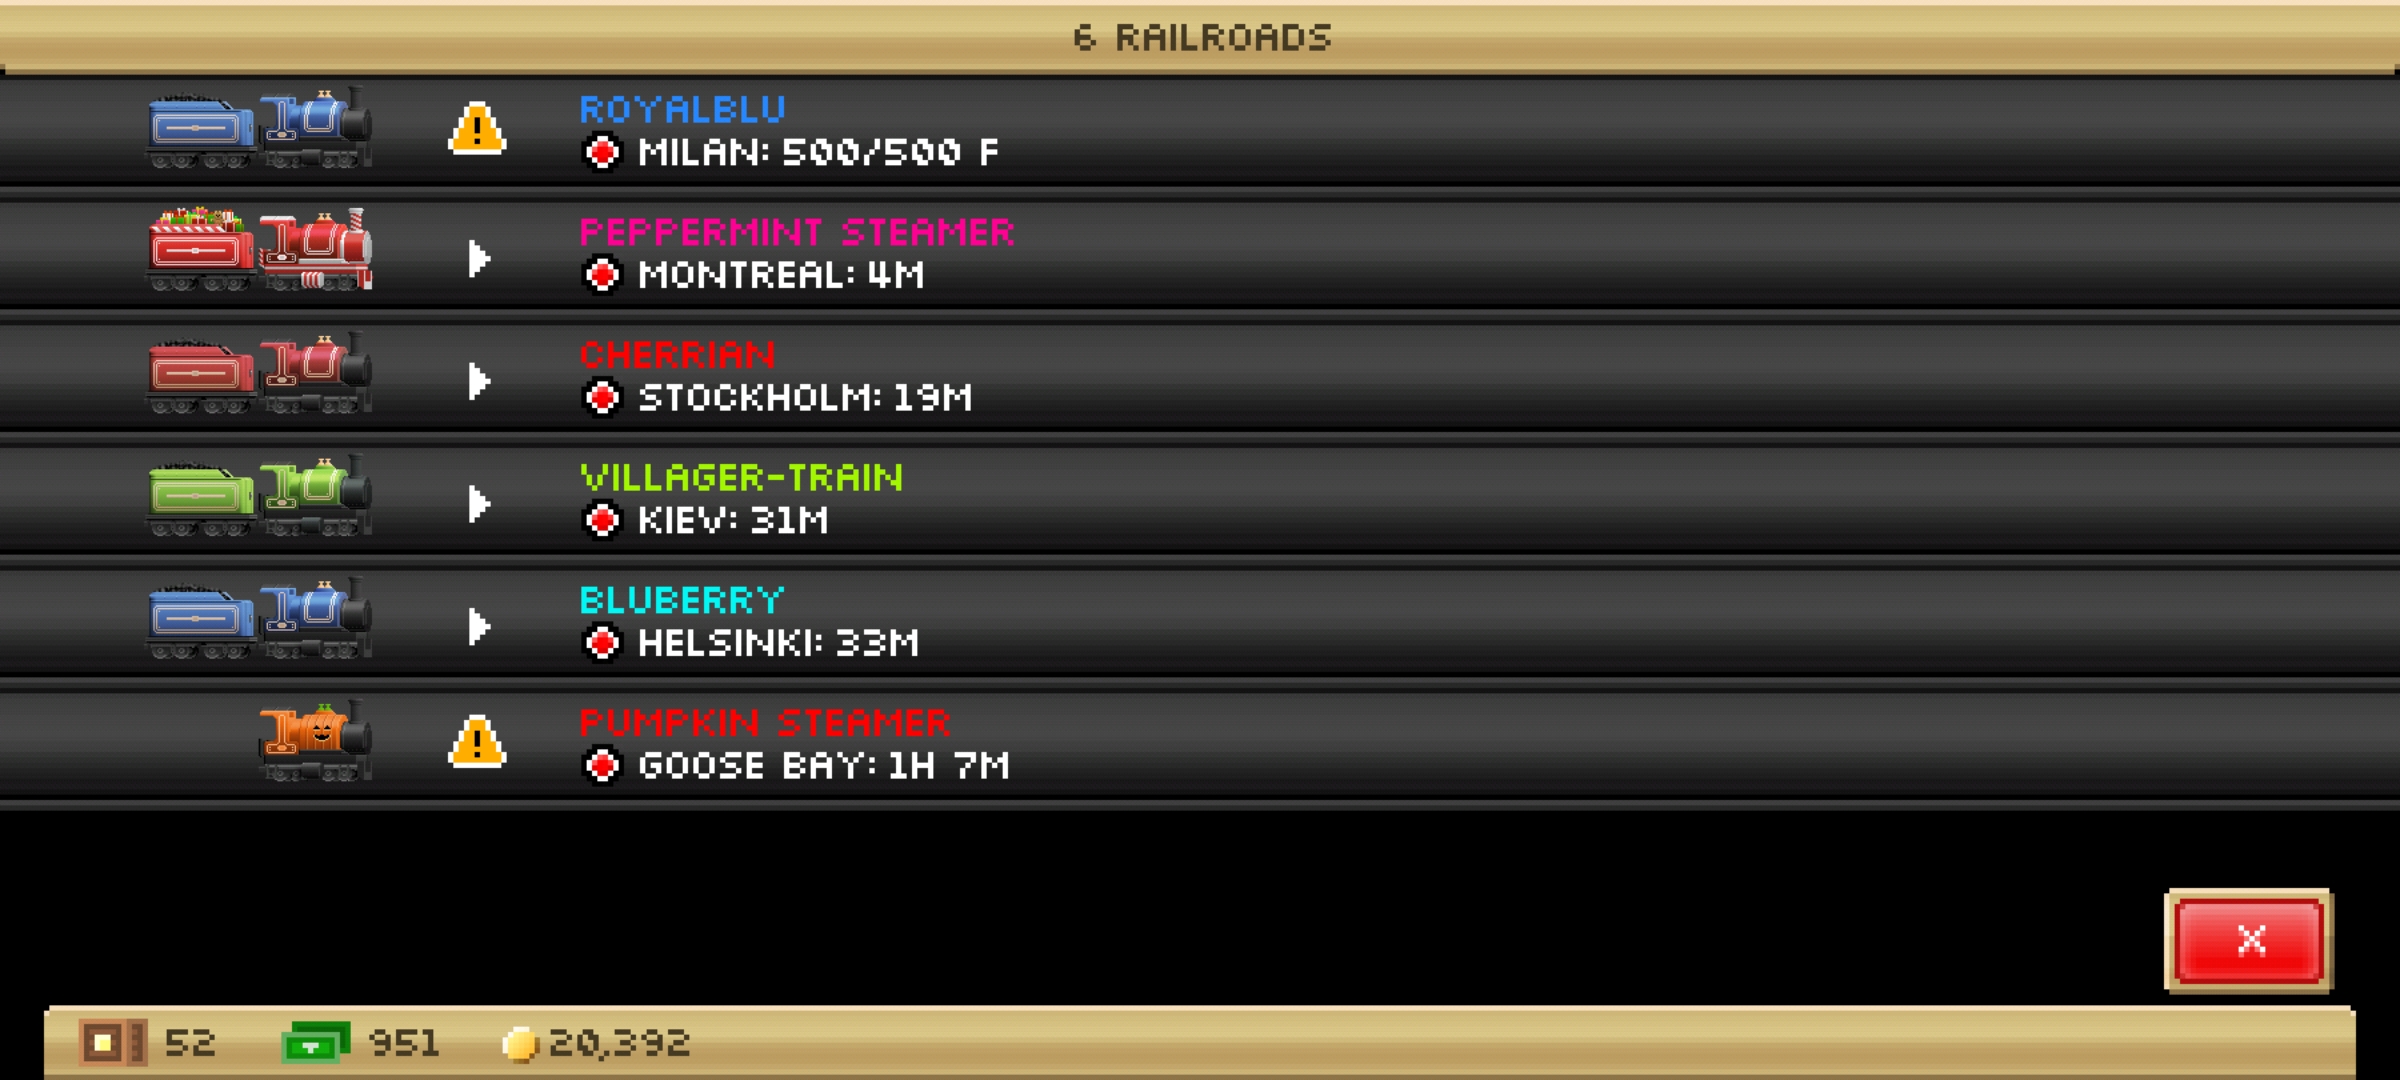 6 RAILROADS
ROYALBLU
MILAN: 500/500 F
PEPPERMINT STEAMER
MONTREAL: 4M
CHERRIAN
STOCKHOLM: 19M
VILLAGER-TRAIN
KIEV: 31M
BLUBERRY
HELSINKI: 33M
PUMPKIN STEAMER
GOOSE BAY: 1H 7M
52 951 20,392